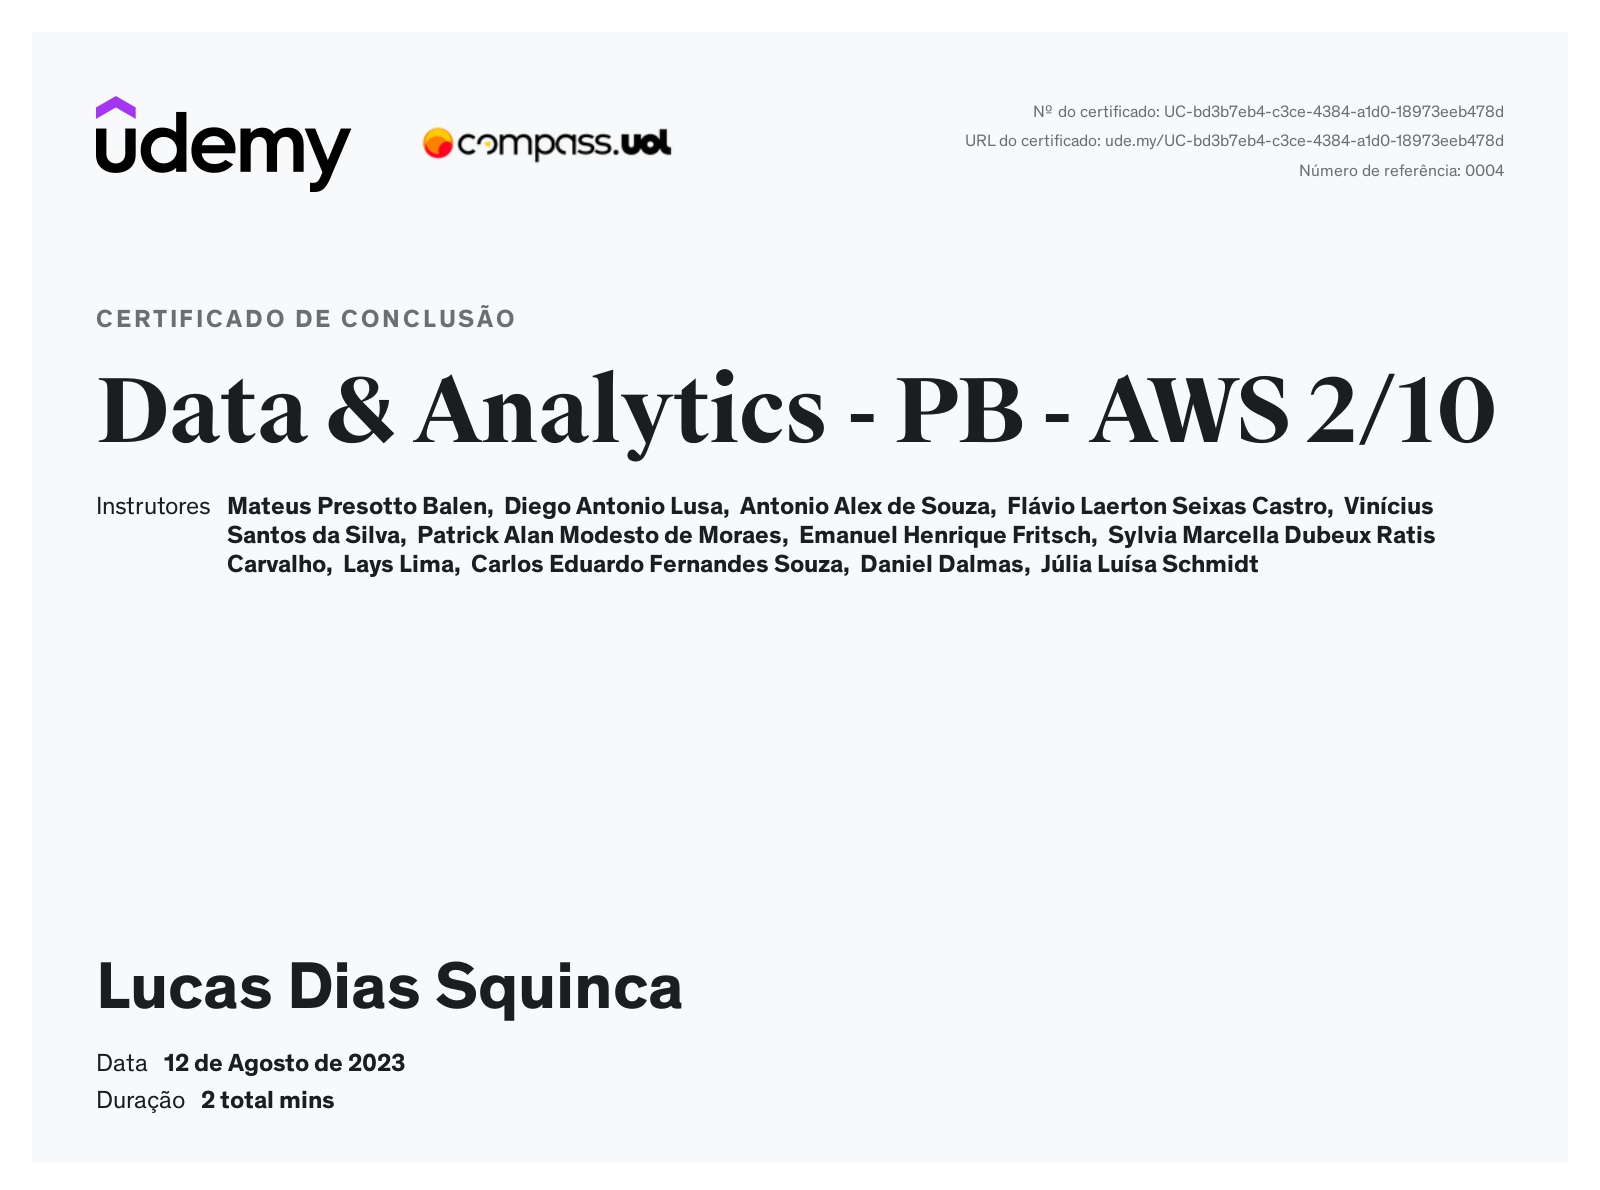 udemy
compass.uol
Nº do certificado: UC-bd3b7eb4-c3ce-4384-a1d0-18973eeb478d
URL do certificado: ude.my/UC-bd3b7eb4-c3ce-4384-a1d0-18973eeb478d
Número de referência: 0004
CERTIFICADO DE CONCLUSÃO
Data & Analytics - PB - AWS 2/10
Instrutores Mateus Presotto Balen, Diego Antonio Lusa, Antonio Alex de Souza, Flávio Laerton Seixas Castro, Vinícius
Santos da Silva, Patrick Alan Modesto de Moraes, Emanuel Henrique Fritsch, Sylvia Marcella Dubeux Ratis
Carvalho, Lays Lima, Carlos Eduardo Fernandes Souza, Daniel Dalmas, Júlia Luísa Schmidt
Lucas Dias Squinca
Data 12 de Agosto de 2023
Duração 2 total mins